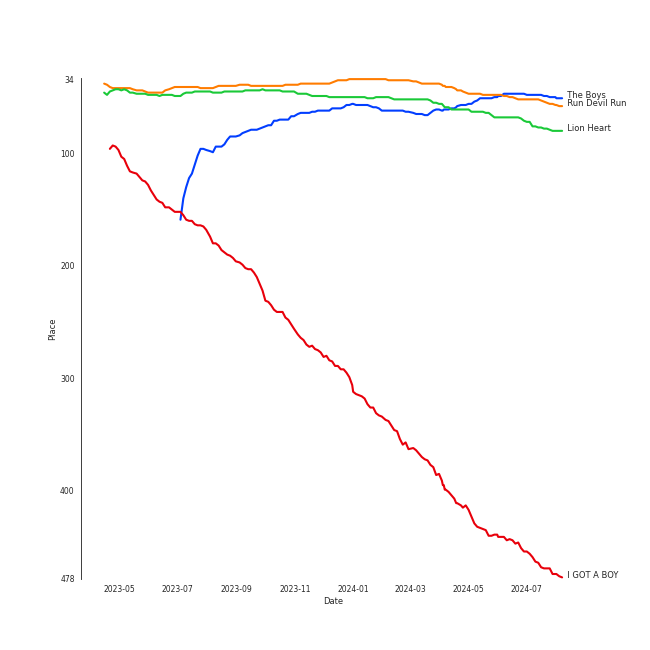 34
100
200
300
400
478
Place
2023-05
2023-07
2023-09
2023-11
2024-01
2024-03
2024-05
2024-07
Date
The Boys
Run Devil Run
Lion Heart
I GOT A BOY